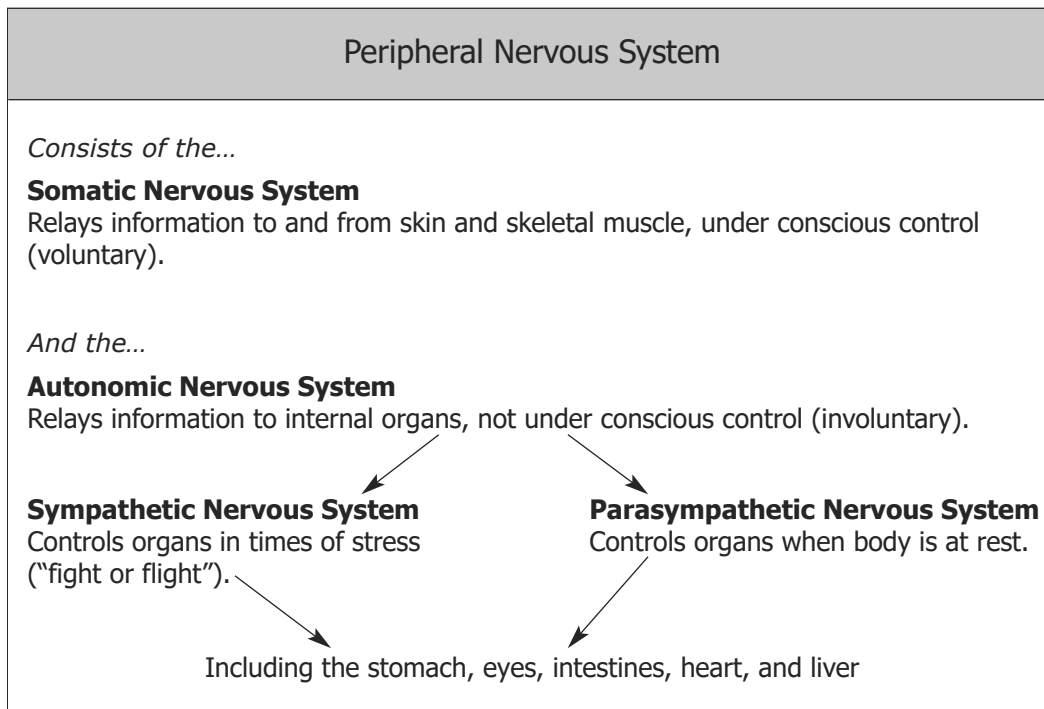 Peripheral Nervous System
Consists of the…
Somatic Nervous System
Relays information to and from skin and skeletal muscle, under conscious control
(voluntary).
And the…
Autonomic Nervous System
Relays information to internal organs, not under conscious control (involuntary).
Sympathetic Nervous System
Controls organs in times of stress
(“fight or flight”).
Parasympathetic Nervous System
Controls organs when body is at rest.
Including the stomach, eyes, intestines, heart, and liver